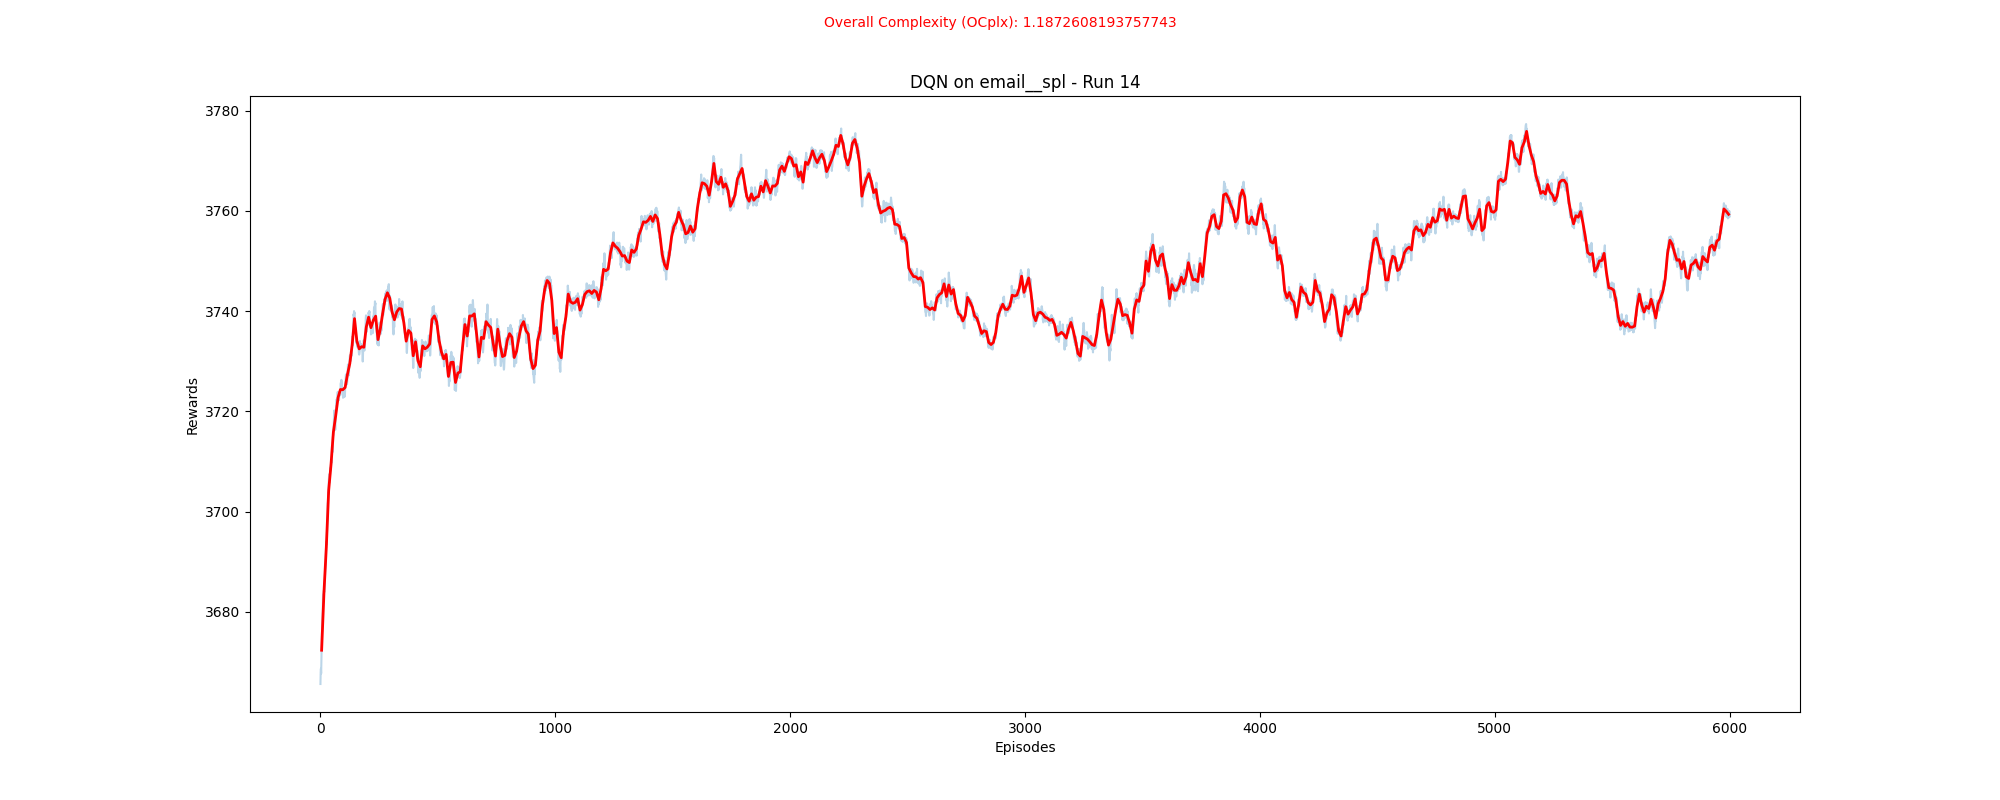 Overall Complexity (OCplx): 1.1872608193757743
DQN on email__spl - Run 14
3780
3760
3740
3720
3700
3680
Rewards
0 1000 2000 3000 4000 5000 6000
Episodes